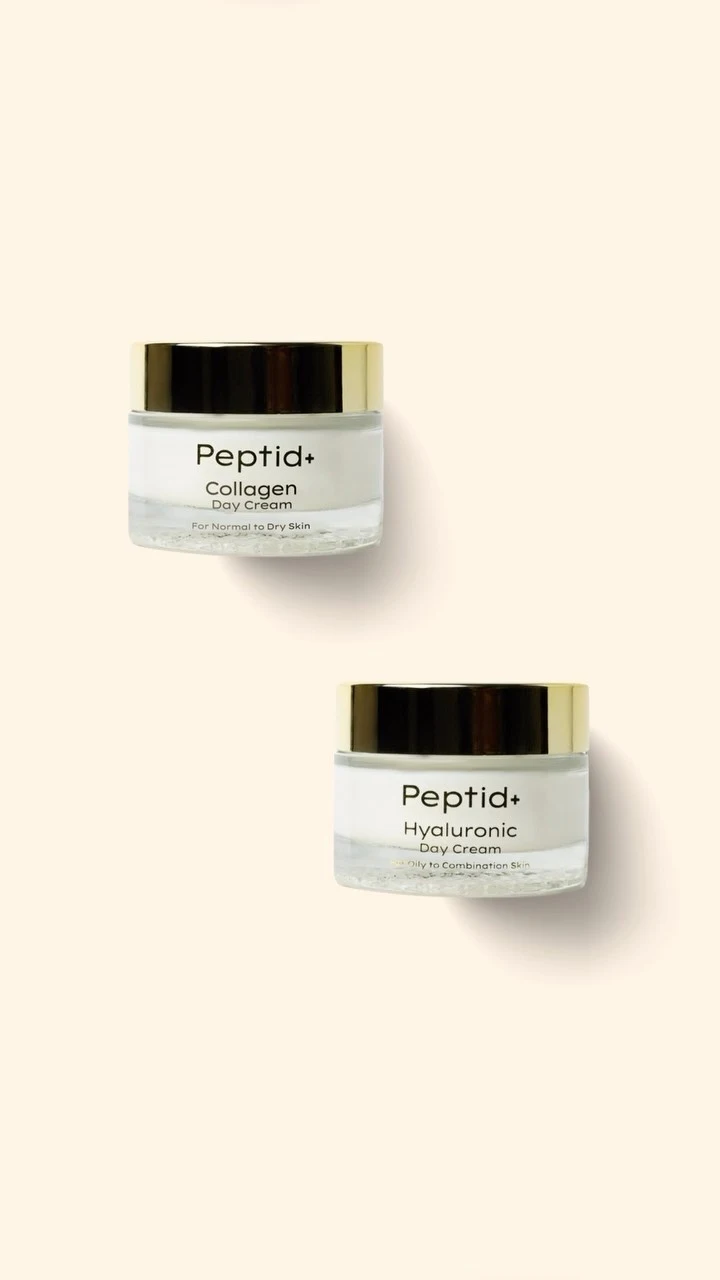 Peptid+
Collagen
Day Cream
For Normal to Dry Skin
Peptid+
Hyaluronic
Day Cream
Oily to Combination Skin